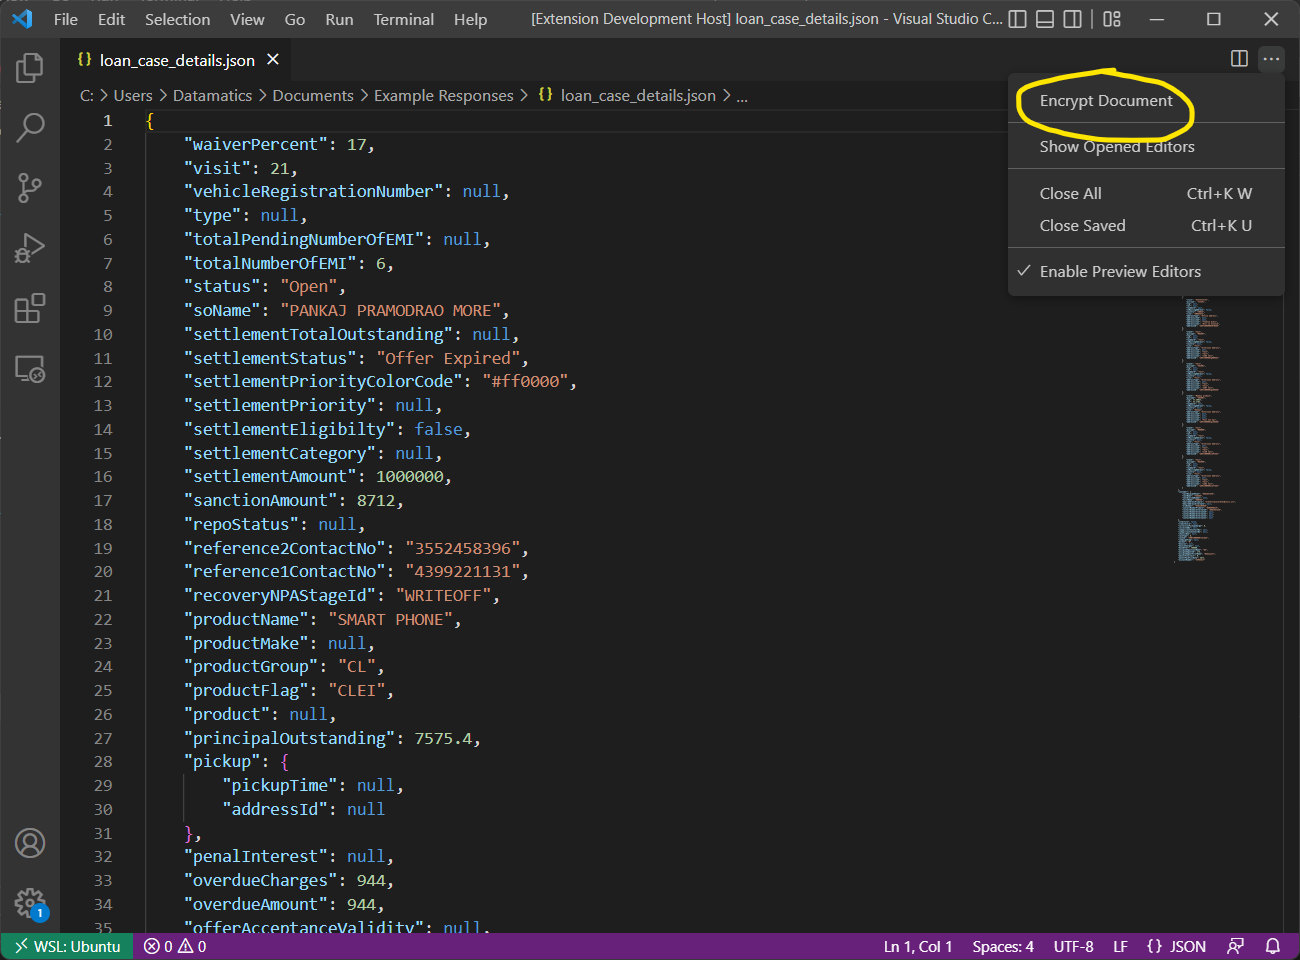 File Edit Selection View Go Run Terminal Help [Extension Development Host] loan_case_details.json - Visual Studio C...
{} loan_case_details.json ×
C: > Users > Datamatics > Documents > Example Responses > {} loan_case_details.json > ...
Encrypt Document
Show Opened Editors
Close All Ctrl+K W
Close Saved Ctrl+K U
✓ Enable Preview Editors
1 {
2 "waiverPercent": 17,
3 "visit": 21,
4 "vehicleRegistrationNumber": null,
5 "type": null,
6 "totalPendingNumberOfEMI": null,
7 "totalNumberOfEMI": 6,
8 "status": "Open",
9 "soName": "PANKAJ PRAMODRAO MORE",
10 "settlementTotalOutstanding": null,
11 "settlementStatus": "Offer Expired",
12 "settlementPriorityColorCode": "#ff0000",
13 "settlementPriority": null,
14 "settlementEligibilty": false,
15 "settlementCategory": null,
16 "settlementAmount": 1000000,
17 "sanctionAmount": 8712,
18 "repoStatus": null,
19 "reference2ContactNo": "3552458396",
20 "reference1ContactNo": "4399221131",
21 "recoveryNPAStageId": "WRITEOFF",
22 "productName": "SMART PHONE",
23 "productMake": null,
24 "productGroup": "CL",
25 "productFlag": "CLEI",
26 "product": null,
27 "principalOutstanding": 7575.4,
28 "pickup": {
29 "pickupTime": null,
30 "addressId": null
31 },
32 "penalInterest": null,
33 "overdueCharges": 944,
34 "overdueAmount": 944,
35 "offerAcceptanceValidity": null,
1
WSL: Ubuntu 0 0 Ln 1, Col 1 Spaces: 4 UTF-8 LF {} JSON